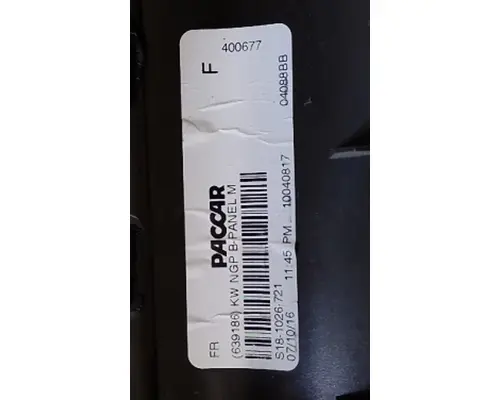 F 400677
PACCAR 04088BB
FR (639186) KW NGP B-PANEL M
S18-1026 721
07/10/16 11:45 PM 10040817